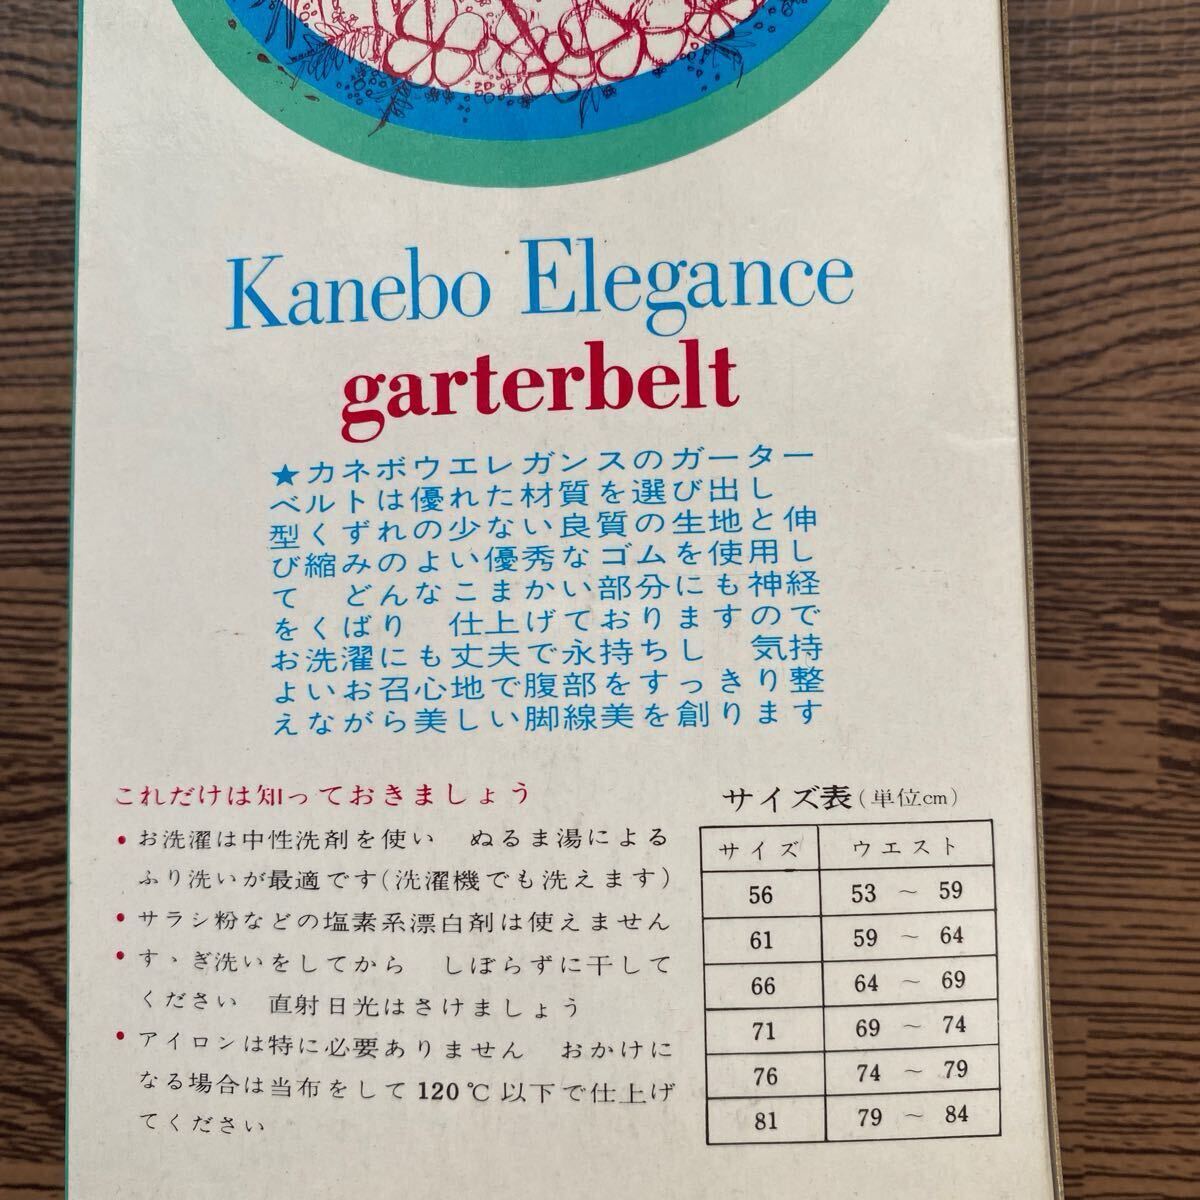 Kanebo Elegance
garterbelt
★カネボウエレガンスのガーター
ベルトは優れた材質を選び出し
型くずれの少ない良質の生地と伸
び縮みのよい優秀なゴムを使用し
て　どんなこまかい部分にも神経
をくばり　仕上げておりますので
お洗濯にも丈夫で永持ちし　気持
よいお召心地で腹部をすっきり整
えながら美しい脚線美を創ります
これだけは知っておきましょう
•お洗濯は中性洗剤を使い　ぬるま湯による
ふり洗いが最適です(洗濯機でも洗えます)
•サラシ粉などの塩素系漂白剤は使えません
•すゝぎ洗いをしてから　しぼらずに干して
ください　直射日光はさけましょう
•アイロンは特に必要ありません　おかけに
なる場合は当布をして120℃以下で仕上げ
てください
サイズ表(単位cm)
サイズ ウエスト
56 53 ～ 59
61 59 ～ 64
66 64 ～ 69
71 69 ～ 74
76 74 ～ 79
81 79 ～ 84